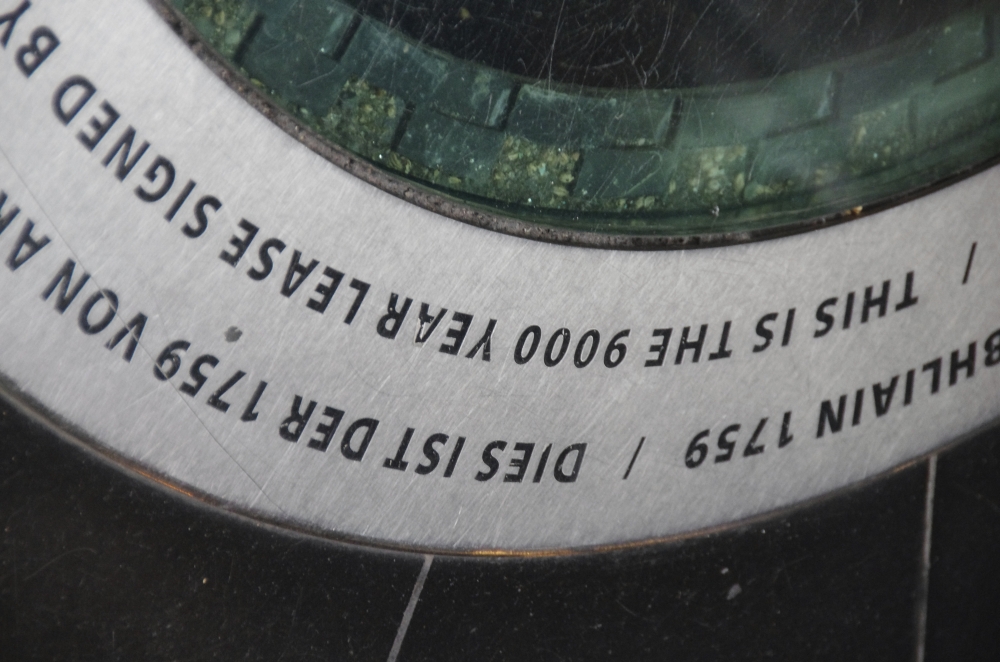 / THIS IS THE 9000 YEAR LEASE SIGNED BY
BHLIAIN 1759 / DIES IST DER 1759 VON